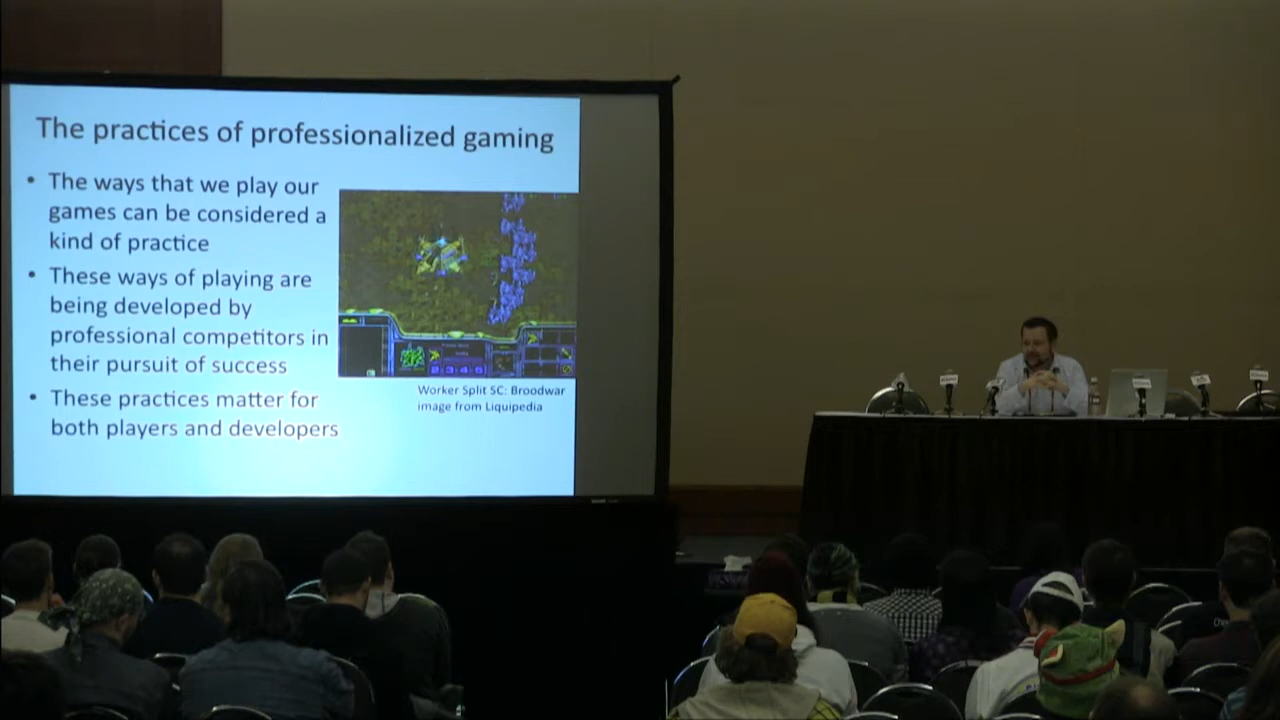 The practices of professionalized gaming
• The ways that we play our
games can be considered a
kind of practice
• These ways of playing are
being developed by
professional competitors in
their pursuit of success
• These practices matter for
both players and developers
Worker Split SC: Broodwar
image from Liquipedia